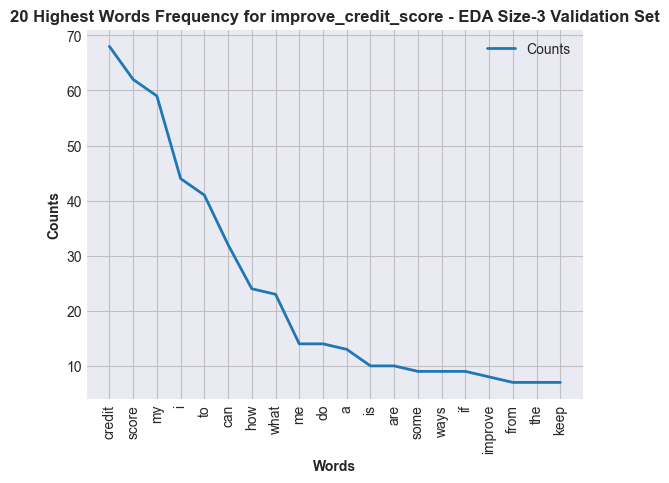 20 Highest Words Frequency for improve_credit_score - EDA Size-3 Validation Set
Counts
70
60
50
40
30
20
10
Counts
credit
score
my
i
to
can
how
what
me
do
a
is
are
some
ways
if
improve
from
the
keep
Words